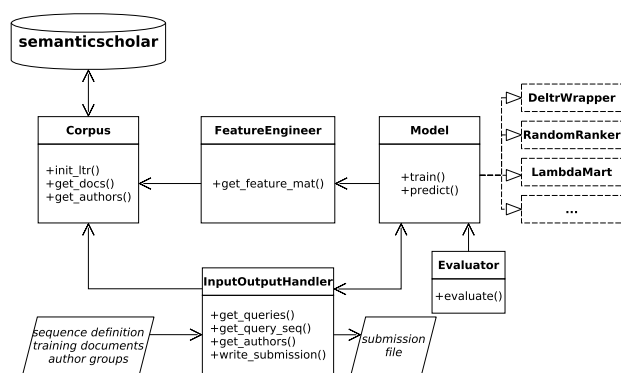 semanticscholar
Corpus
+init_ltr()
+get_docs()
+get_authors()
FeatureEngineer
+get_feature_mat()
Model
+train()
+predict()
DeltrWrapper
RandomRanker
LambdaMart
...
Evaluator
+evaluate()
InputOutputHandler
+get_queries()
+get_query_seq()
+get_authors()
+write_submission()
sequence definition
training documents
author groups
submission
file